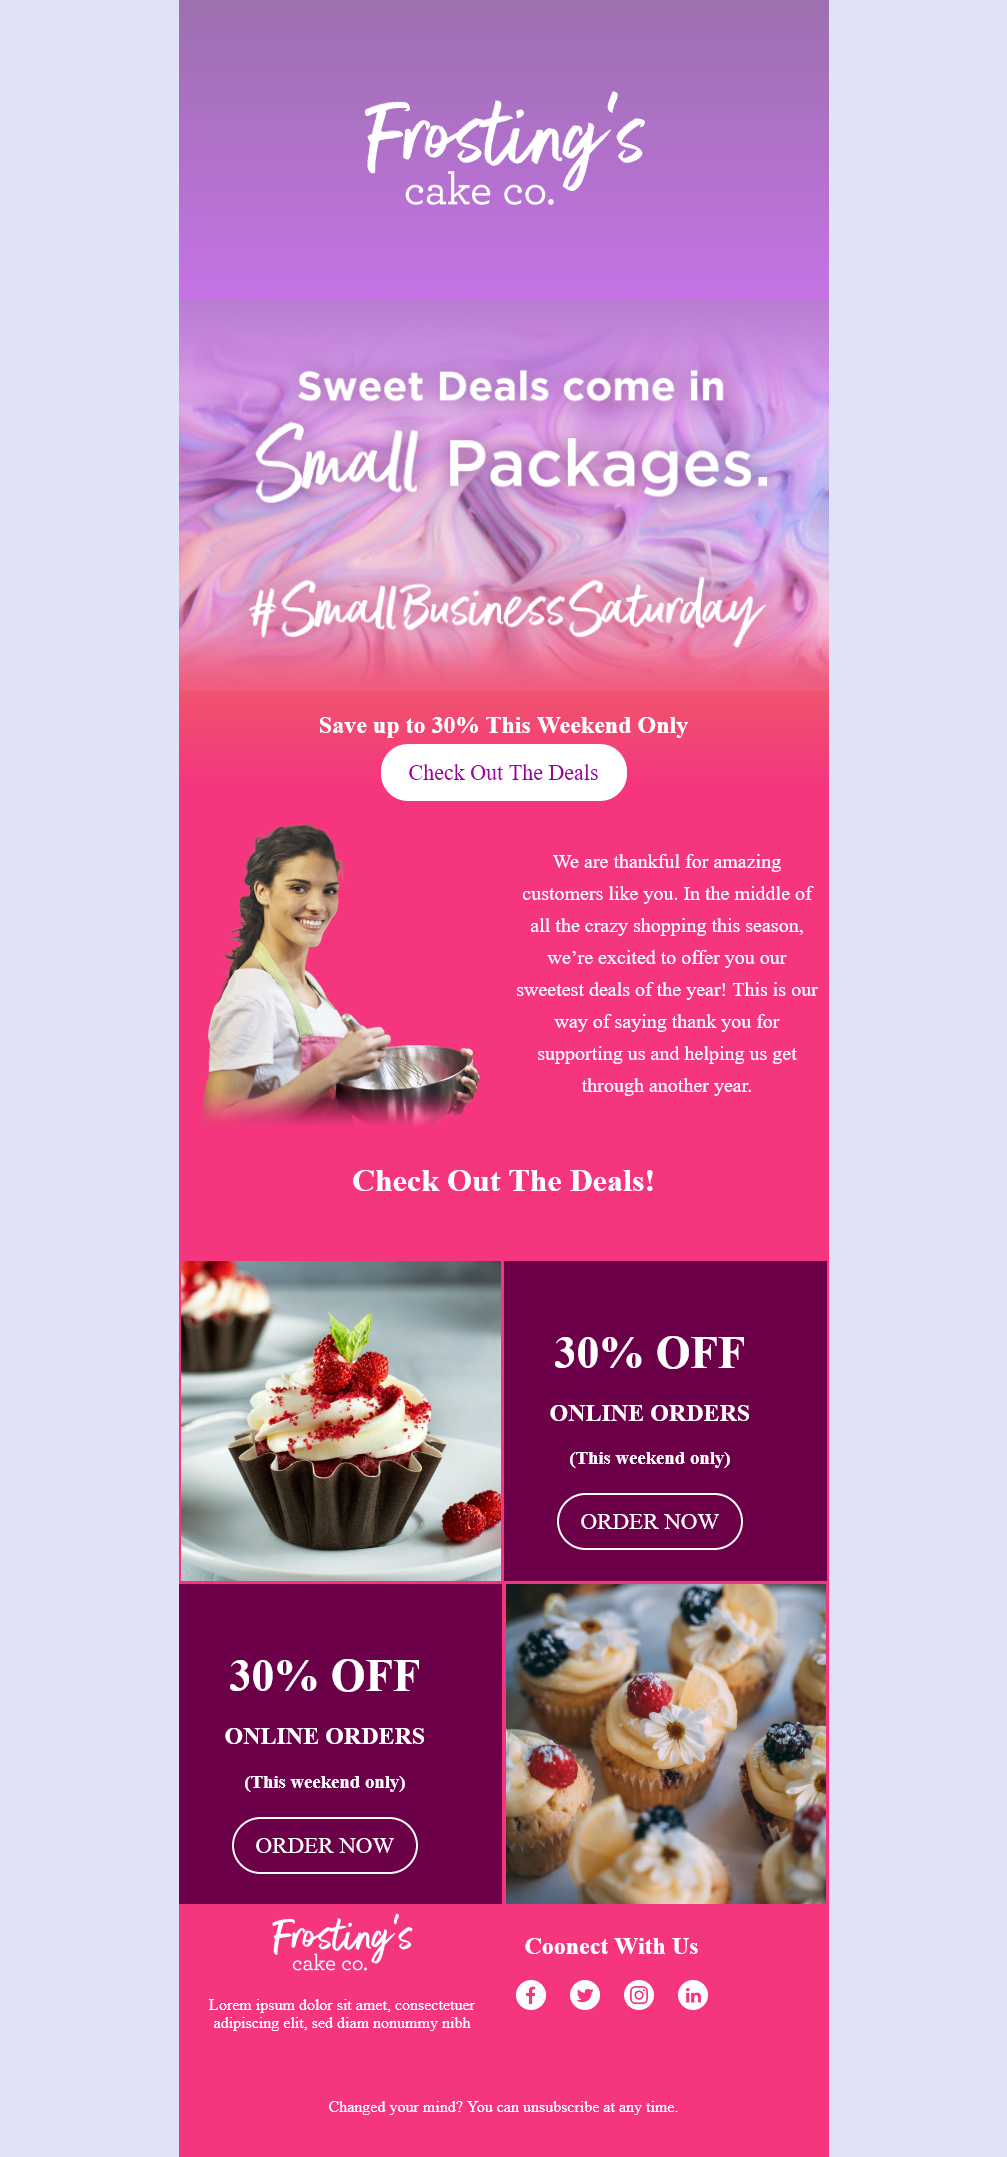 Frosting's
cake co.
Sweet Deals come in
Small Packages.
#SmallBusinessSaturday
Save up to 30% This Weekend Only
Check Out The Deals
We are thankful for amazing
customers like you. In the middle of
all the crazy shopping this season,
we’re excited to offer you our
sweetest deals of the year! This is our
way of saying thank you for
supporting us and helping us get
through another year.
Check Out The Deals!
30% OFF
ONLINE ORDERS
(This weekend only)
ORDER NOW
30% OFF
ONLINE ORDERS
(This weekend only)
ORDER NOW
Frosting's
cake co.
Lorem ipsum dolor sit amet, consectetuer
adipiscing elit, sed diam nonummy nibh
Coonect With Us
Changed your mind? You can unsubscribe at any time.